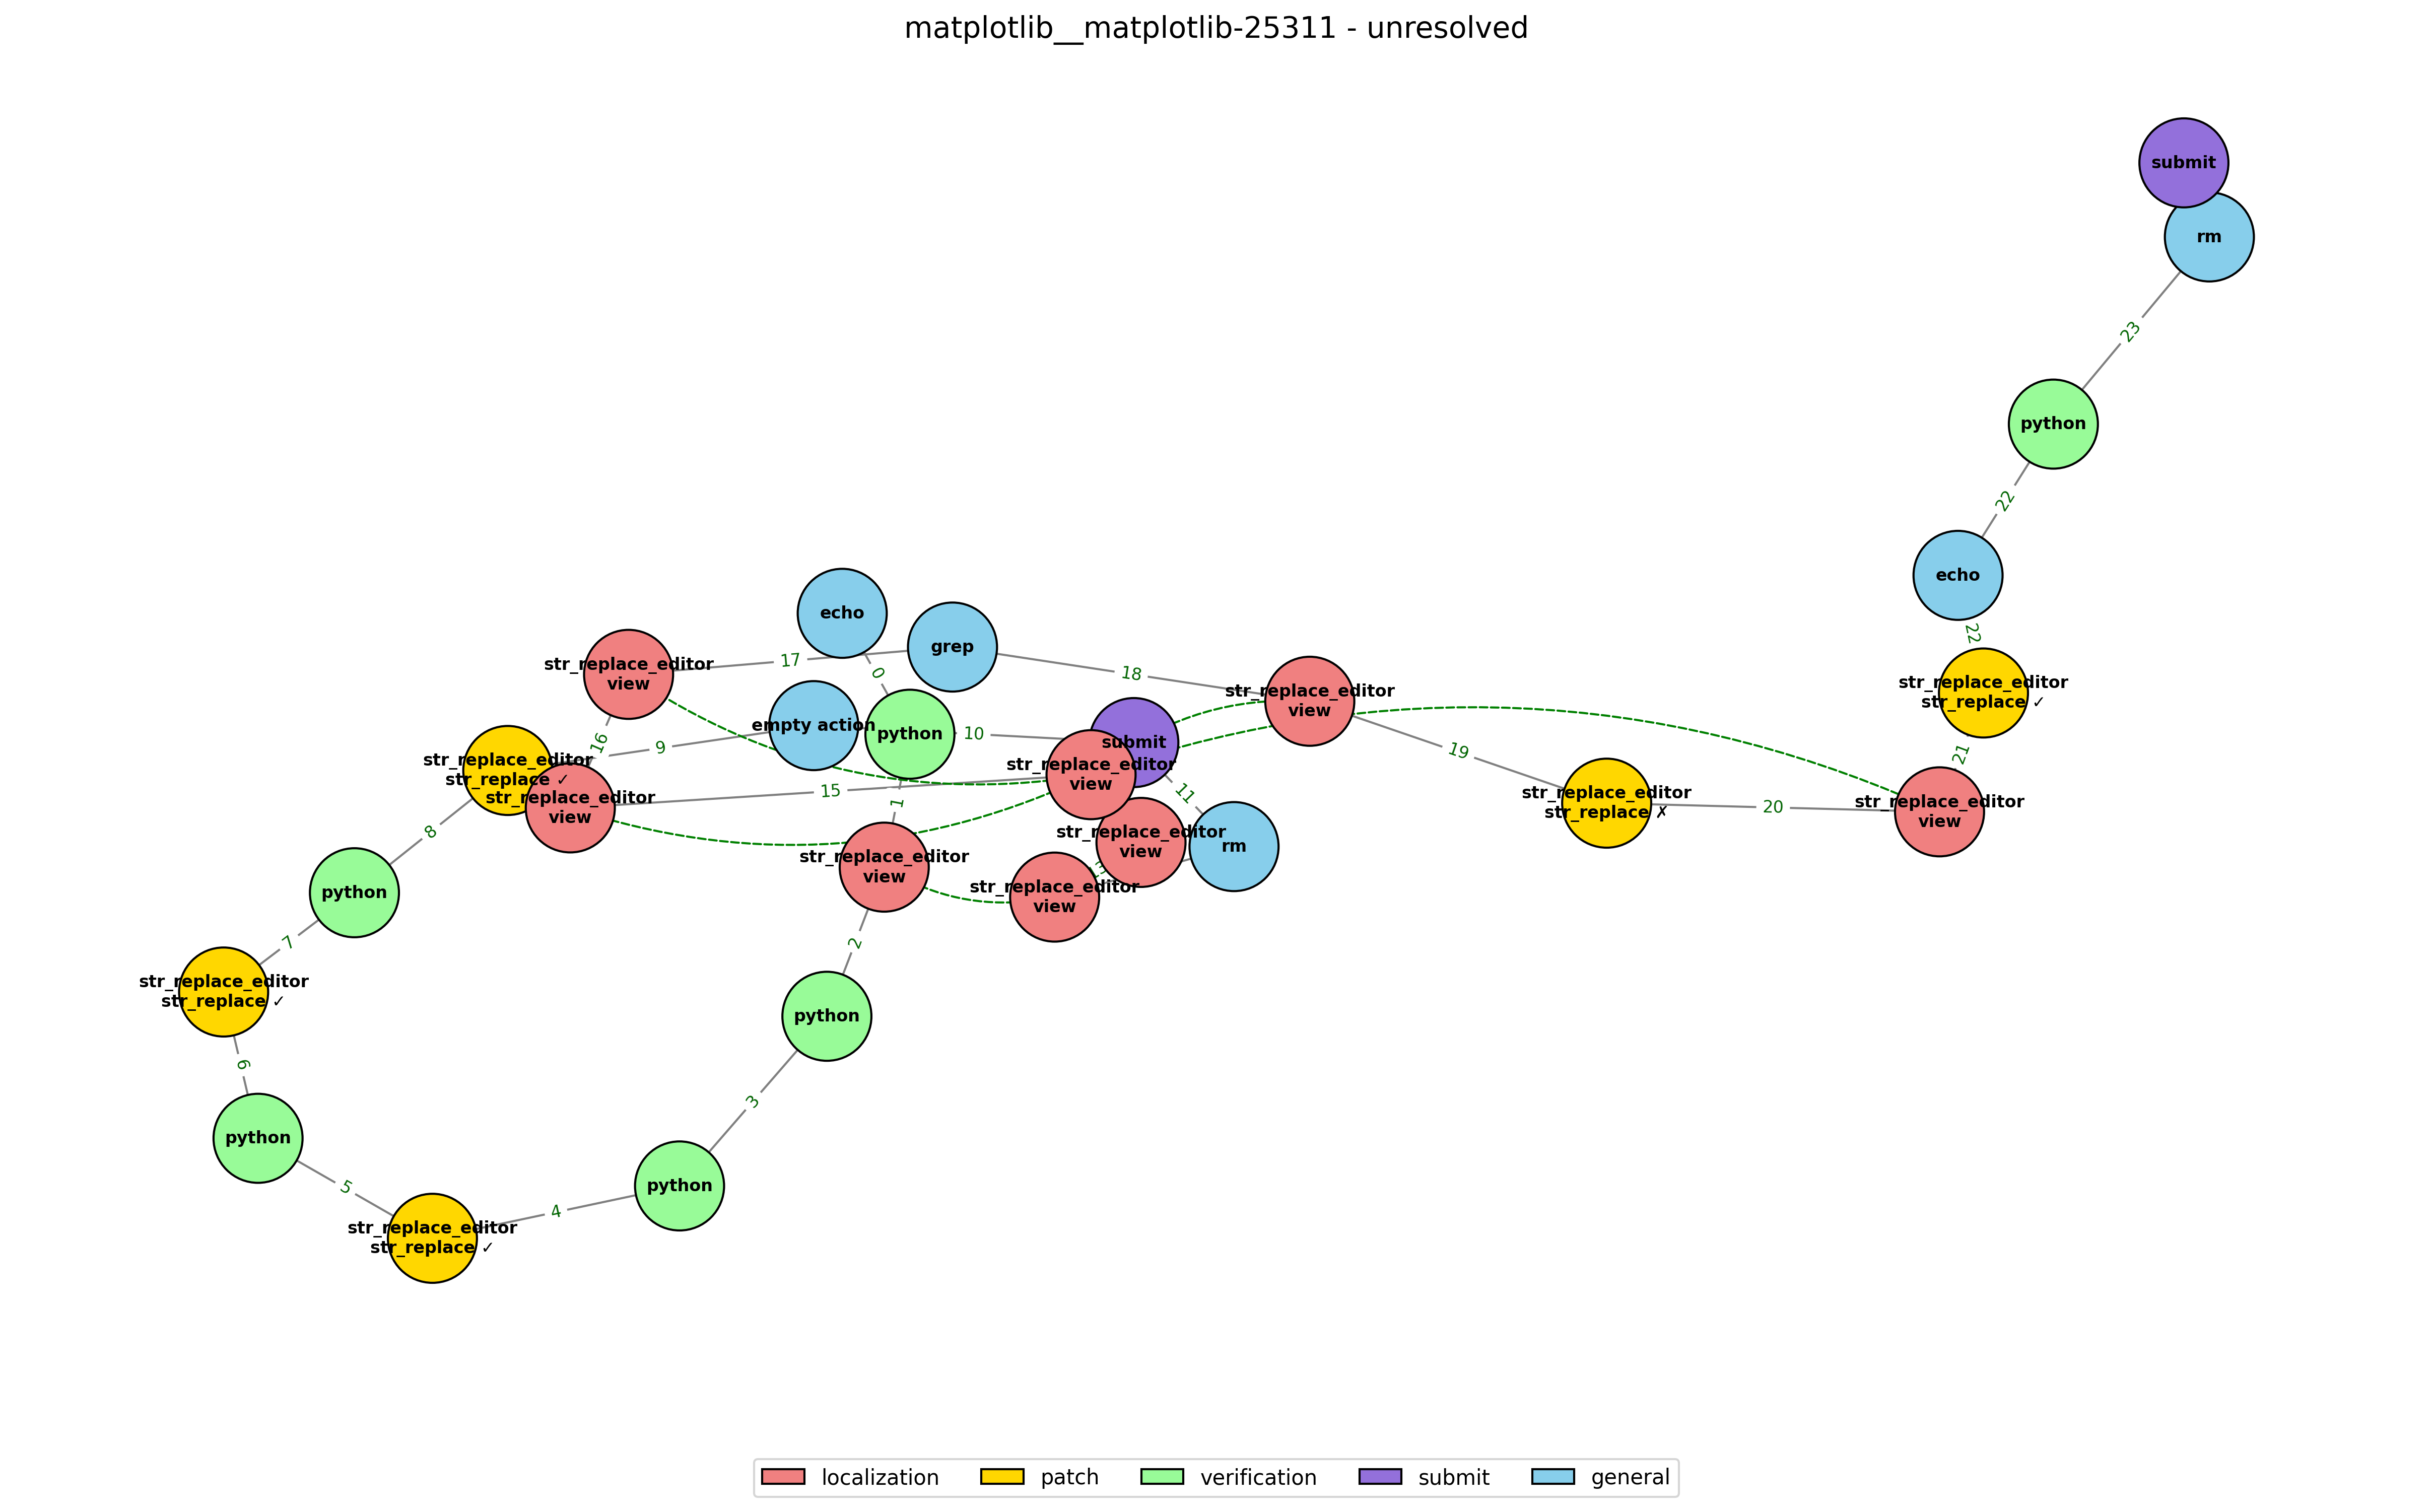 matplotlib__matplotlib-25311 - unresolved
submit
rm
23
python
22
echo
22
str_replace_editor
str_replace ✓
21
str_replace_editor
view
20
str_replace_editor
str_replace ✗
19
str_replace_editor
view
18
grep
17
str_replace_editor
view
16
echo
0
python
10
empty action
9
submit
11
str_replace_editor
view
15
str_replace_editor
str_replace ✓
str_replace_editor
view
str_replace_editor
view
rm
str_replace_editor
view
1
str_replace_editor
view
2
8
python
7
str_replace_editor
str_replace ✓
6
python
5
str_replace_editor
str_replace ✓
4
python
3
python
localization
patch
verification
submit
general